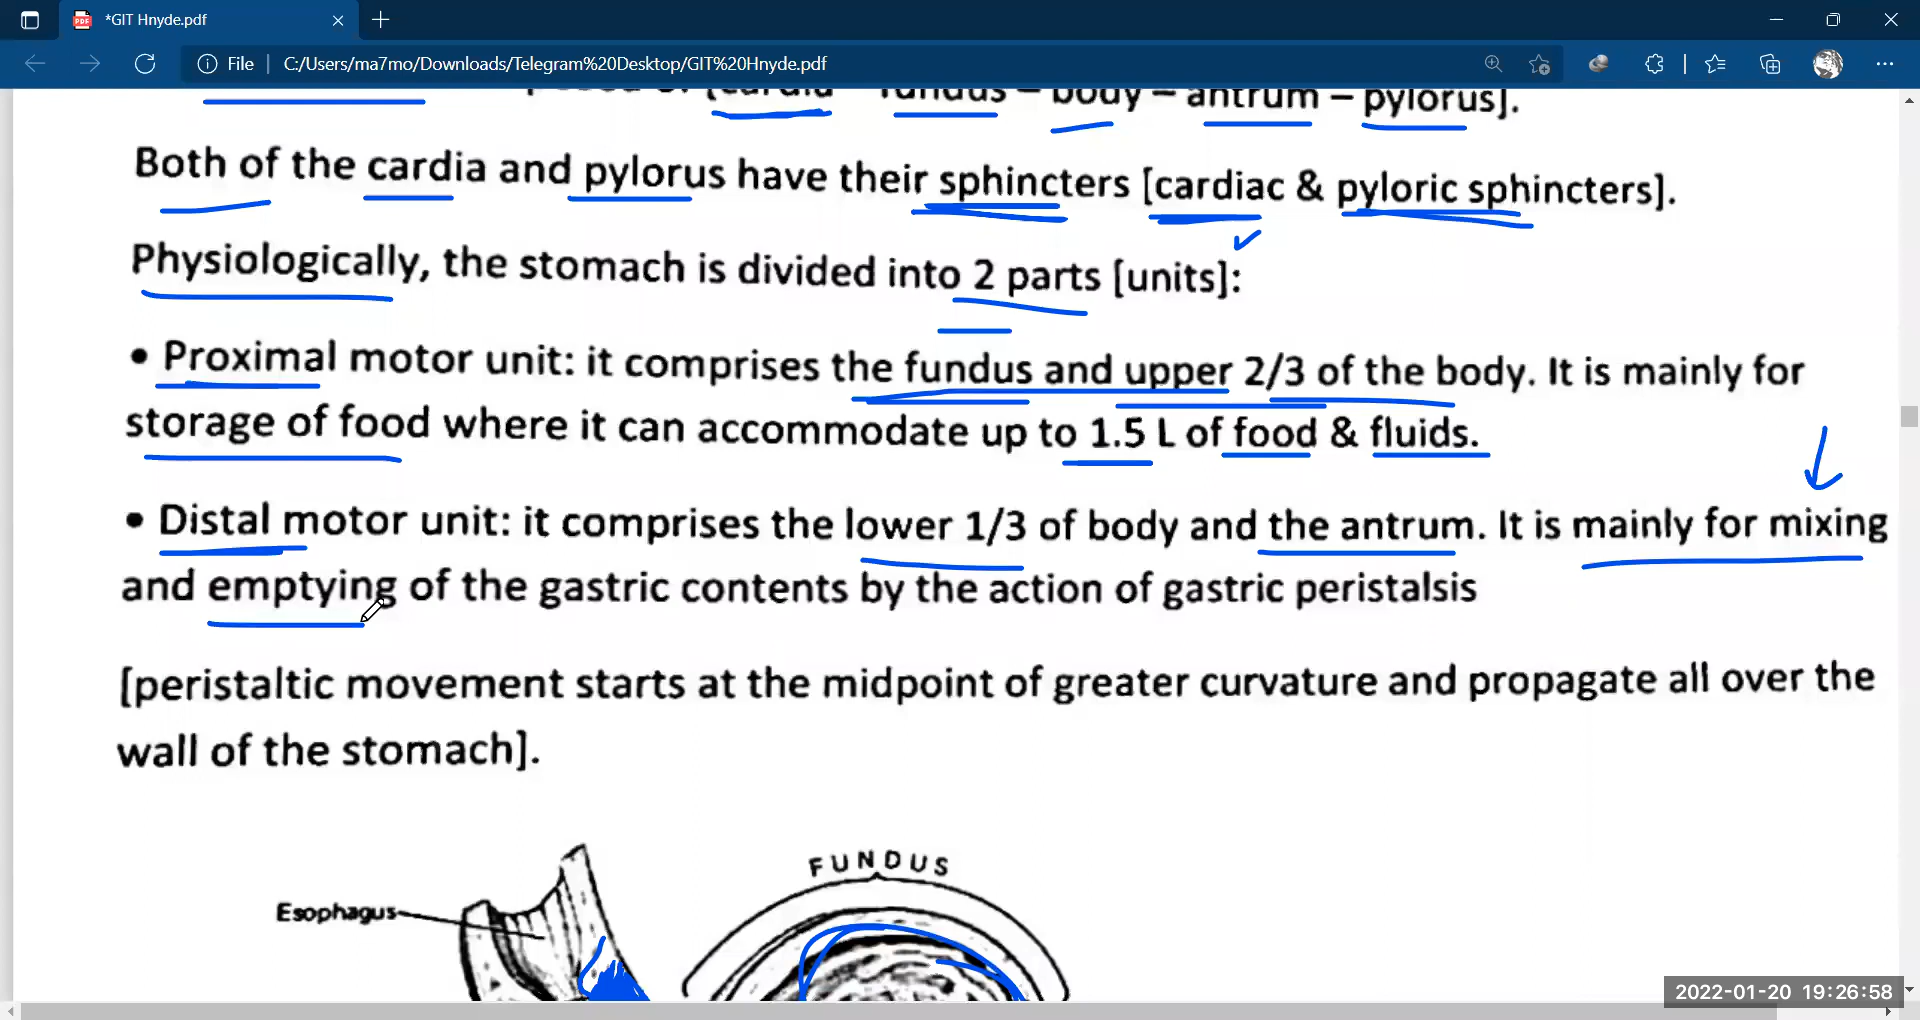 *GIT Hnyde.pdf
File C:/Users/ma7mo/Downloads/Telegram%20Desktop/GIT%20Hnyde.pdf
[cardia – fundus – body – antrum – pylorus].
Both of the cardia and pylorus have their sphincters [cardiac & pyloric sphincters].
Physiologically, the stomach is divided into 2 parts [units]:
• Proximal motor unit: it comprises the fundus and upper 2/3 of the body. It is mainly for
storage of food where it can accommodate up to 1.5 L of food & fluids.
• Distal motor unit: it comprises the lower 1/3 of body and the antrum. It is mainly for mixing
and emptying of the gastric contents by the action of gastric peristalsis
[peristaltic movement starts at the midpoint of greater curvature and propagate all over the
wall of the stomach].
FUNDUS
Esophagus
2022-01-20 19:26:58